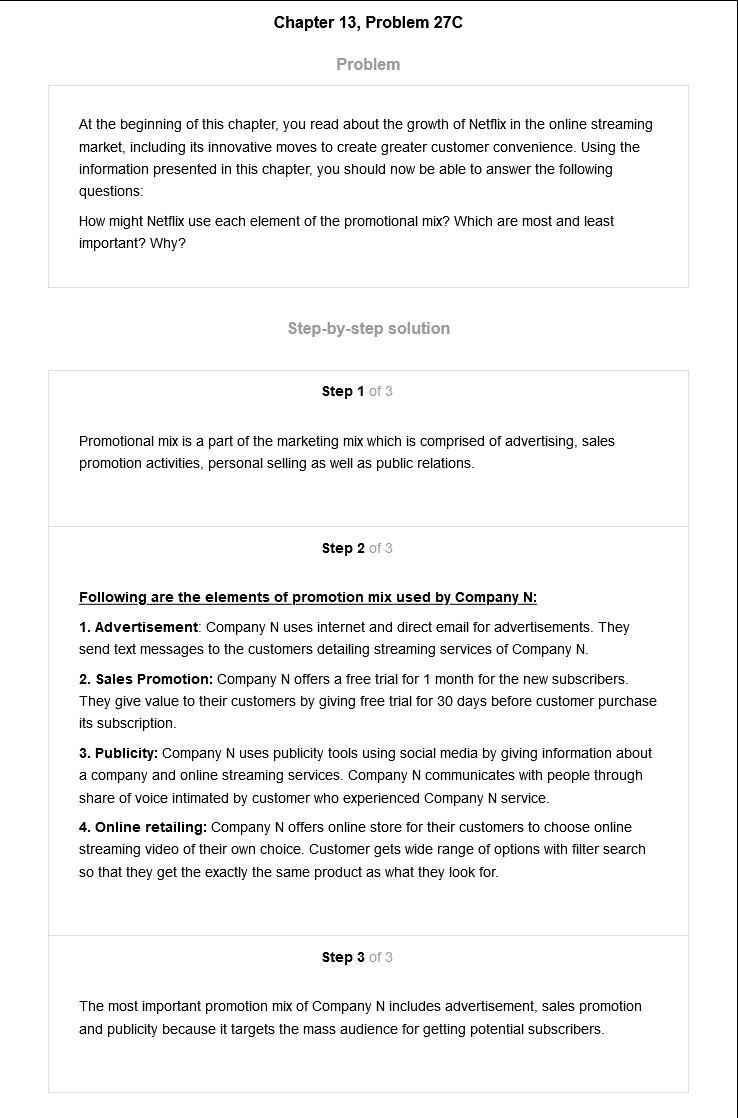 Chapter 13, Problem 27C
Problem
At the beginning of this chapter, you read about the growth of Netflix in the online streaming
market, including its innovative moves to create greater customer convenience. Using the
information presented in this chapter, you should now be able to answer the following
questions:
How might Netflix use each element of the promotional mix? Which are most and least
important? Why?
Step-by-step solution
Step 1 of 3
Promotional mix is a part of the marketing mix which is comprised of advertising, sales
promotion activities, personal selling as well as public relations.
Step 2 of 3
Following are the elements of promotion mix used by Company N:
1. Advertisement: Company N uses internet and direct email for advertisements. They
send text messages to the customers detailing streaming services of Company N.
2. Sales Promotion: Company N offers a free trial for 1 month for the new subscribers.
They give value to their customers by giving free trial for 30 days before customer purchase
its subscription.
3. Publicity: Company N uses publicity tools using social media by giving information about
a company and online streaming services. Company N communicates with people through
share of voice intimated by customer who experienced Company N service.
4. Online retailing: Company N offers online store for their customers to choose online
streaming video of their own choice. Customer gets wide range of options with filter search
so that they get the exactly the same product as what they look for.
Step 3 of 3
The most important promotion mix of Company N includes advertisement, sales promotion
and publicity because it targets the mass audience for getting potential subscribers.